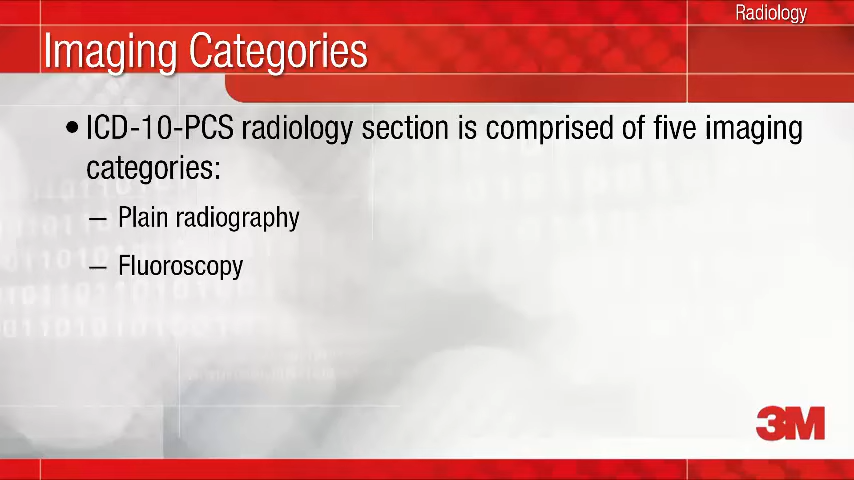 Radiology
Imaging Categories
• ICD-10-PCS radiology section is comprised of five imaging
categories:
– Plain radiography
– Fluoroscopy
3M